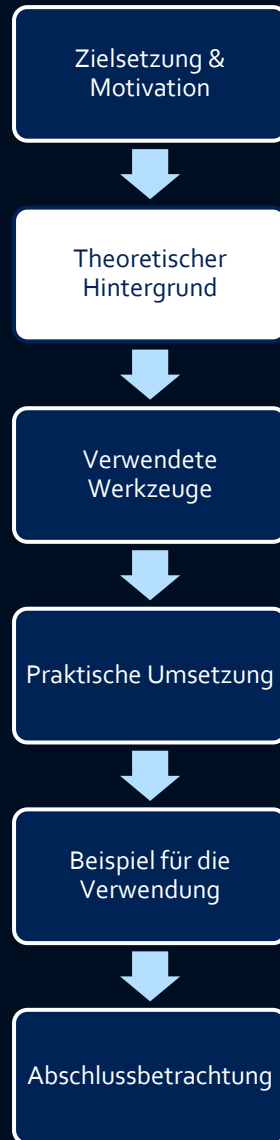 Zielsetzung &
Motivation
Theoretischer
Hintergrund
Verwendete
Werkzeuge
Praktische Umsetzung
Beispiel für die
Verwendung
Abschlussbetrachtung